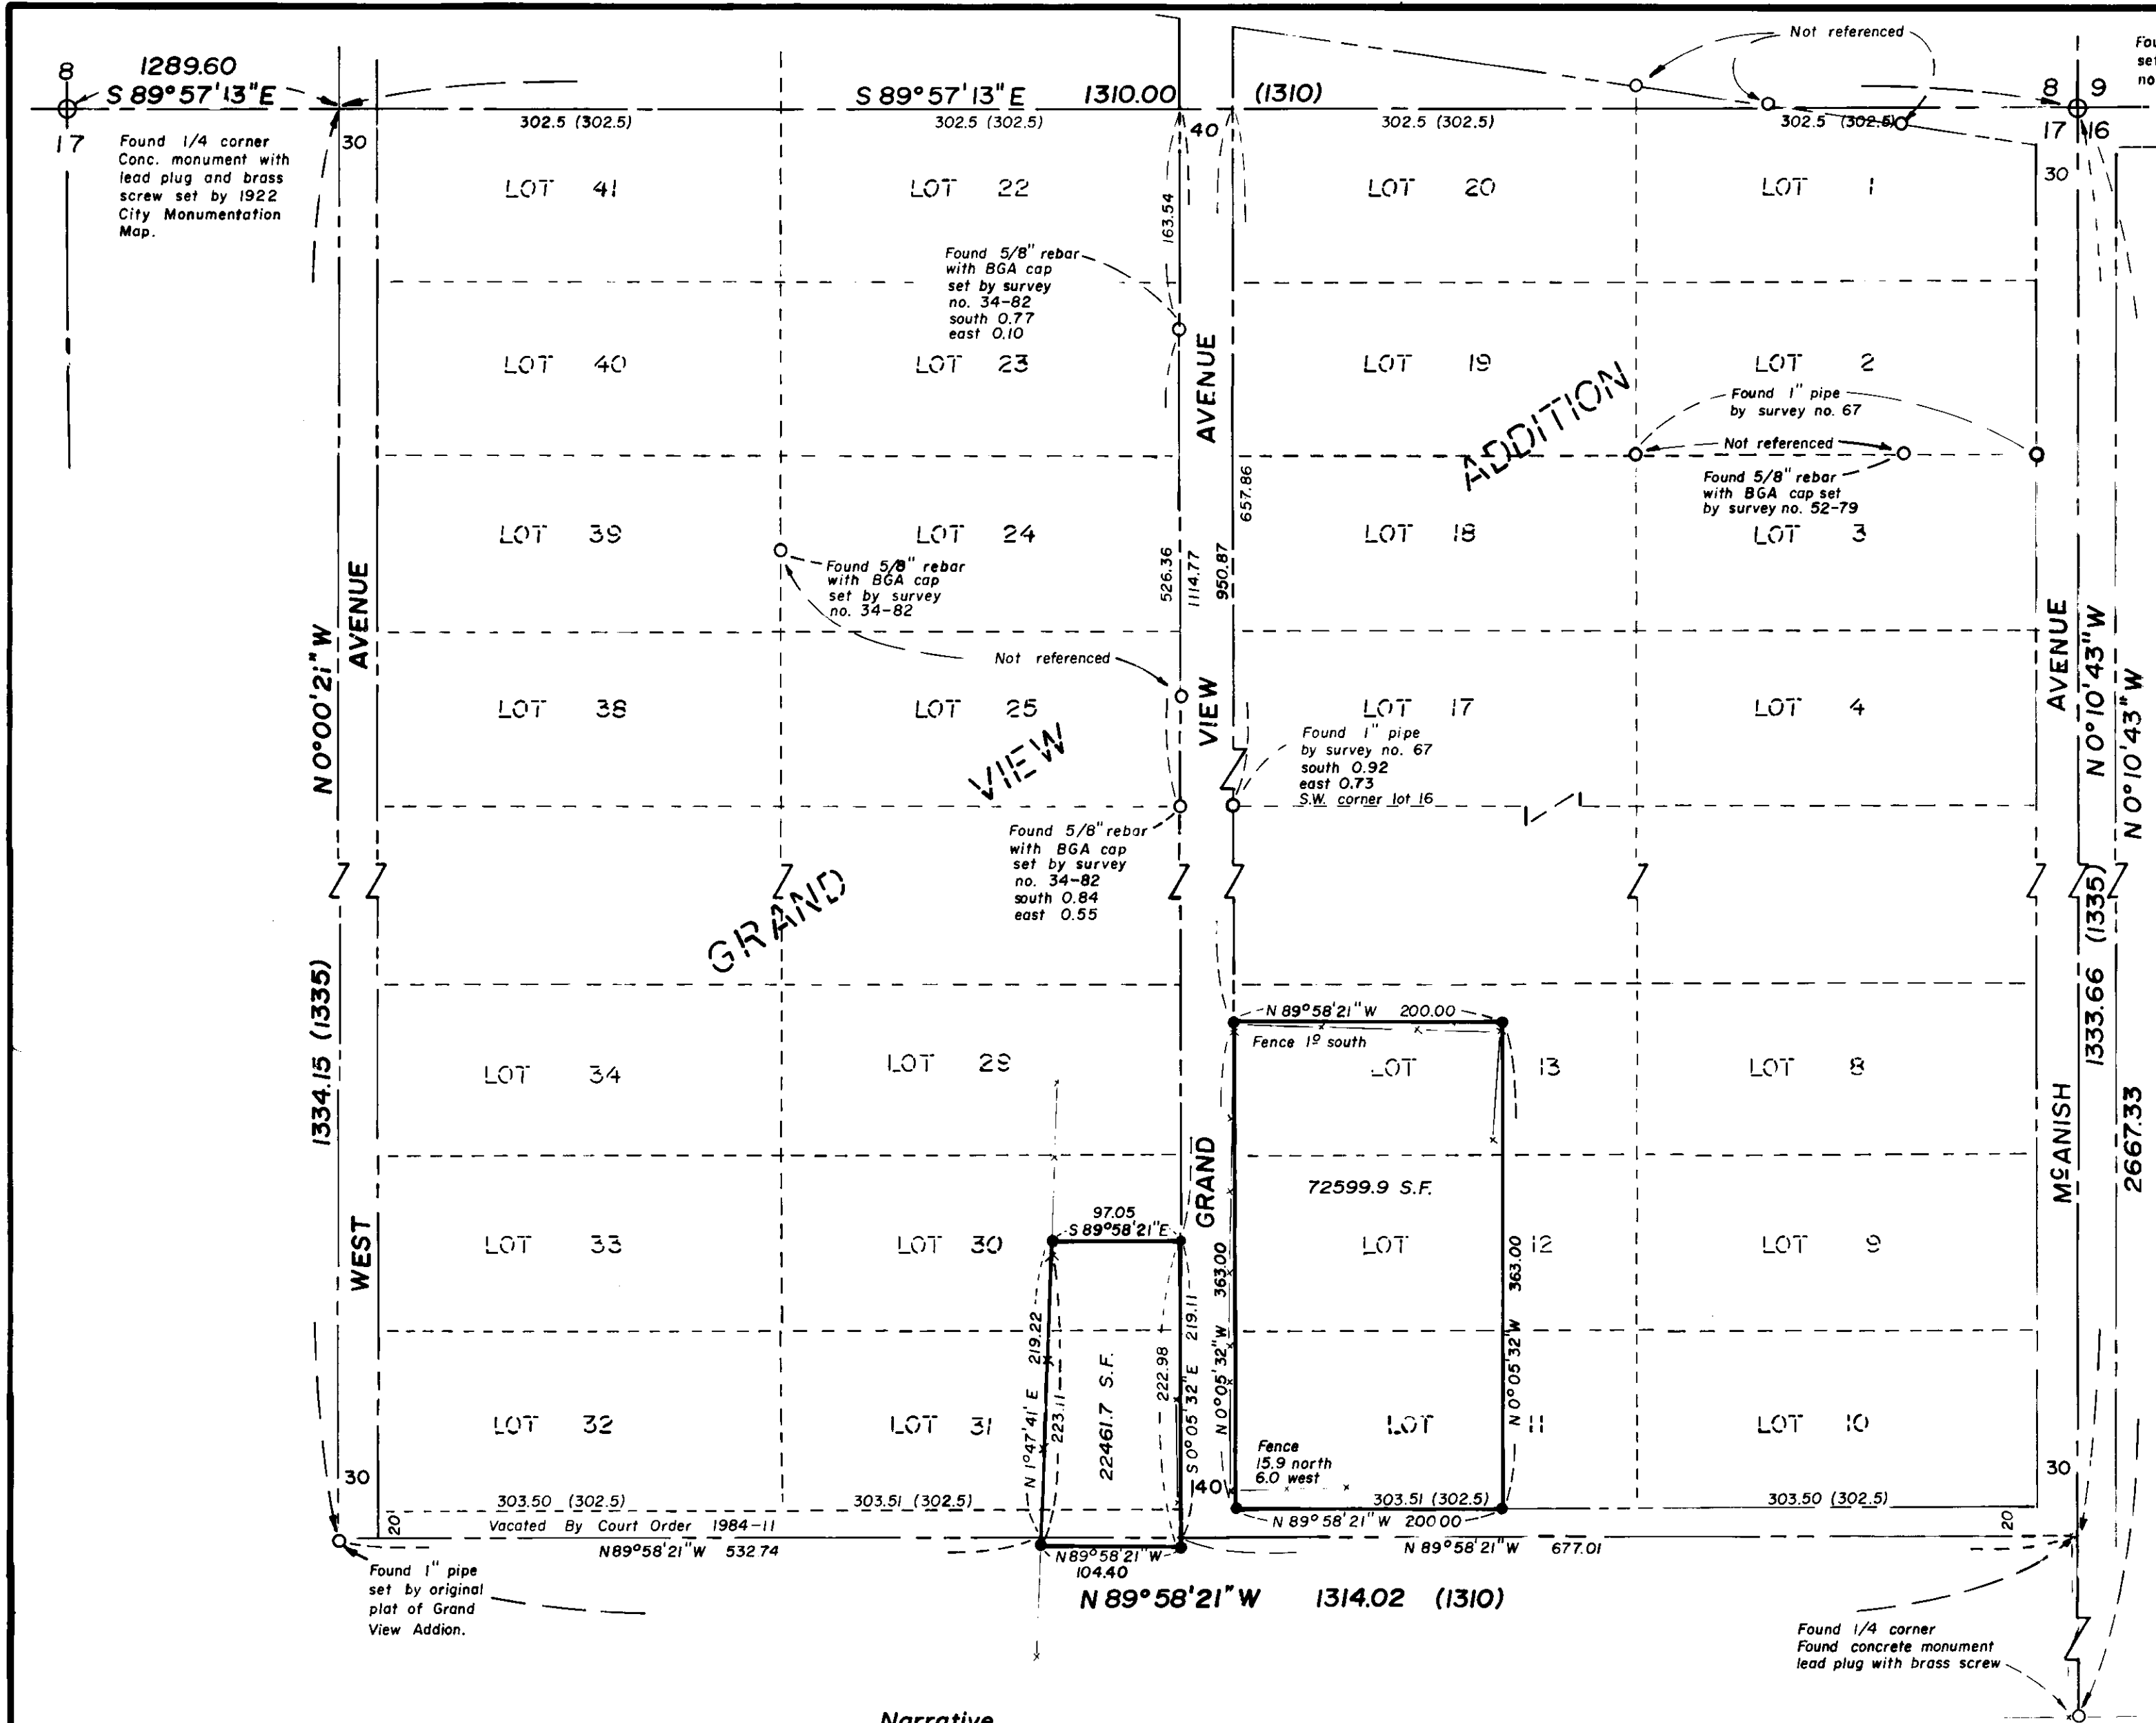 8
1289.60
S 89°57'13"E
17
Found 1/4 corner
Conc. monument with
lead plug and brass
screw set by 1922
City Monumentation
Map.
30
S 89°57'13"E 1310.00 (1310)
302.5 (302.5)
302.5 (302.5)
40
302.5 (302.5)
302.5 (302.5)
Not referenced
8 9
17 16
30
LOT 41
LOT 22
LOT 20
LOT 1
163.54
Found 5/8" rebar
with BGA cap
set by survey
no. 34-82
south 0.77
east 0.10
LOT 40
LOT 23
LOT 19
LOT 2
Found 1" pipe
by survey no. 67
Not referenced
Found 5/8" rebar
with BGA cap set
by survey no. 52-79
ADDITION
AVENUE
657.86
LOT 39
LOT 24
LOT 18
LOT 3
Found 5/8" rebar
with BGA cap
set by survey
no. 34-82
526.36
1114.77
950.87
AVENUE
N 0°00'21"W
Not referenced
AVENUE
N 0°10'43"W
N 0°10'43"W
LOT 38
LOT 25
LOT 17
LOT 4
VIEW
VIEW
Found 1" pipe
by survey no. 67
south 0.92
east 0.73
S.W. corner lot 16
Found 5/8" rebar
with BGA cap
set by survey
no. 34-82
south 0.84
east 0.55
GRAND
1334.15 (1335)
1333.66 (1335)
2667.33
N 89°58'21"W 200.00
Fence 1º south
LOT 34
LOT 29
LOT 13
LOT 8
GRAND
McANISH
72599.9 S.F.
97.05
S 89°58'21"E
LOT 33
LOT 30
LOT 12
LOT 9
WEST
N 1°47'41" E 219.22
223.11
22461.7 S.F.
222.98
S 0°05'32"E 219.11
N 0°05'32"W 363.00
N 0°05'32"W 363.00
LOT 32
LOT 31
LOT 11
LOT 10
Fence
15.9 north
6.0 west
30
40
30
303.50 (302.5)
303.51 (302.5)
303.51 (302.5)
303.50 (302.5)
20'
Vacated By Court Order 1984-11
N 89°58'21"W 200.00
20
N89°58'21"W 532.74
N89°58'21"W
104.40
N 89°58'21"W 677.01
N 89°58'21"W 1314.02 (1310)
Found 1" pipe
set by original
plat of Grand
View Addion.
Found 1/4 corner
Found concrete monument
lead plug with brass screw
Narrative